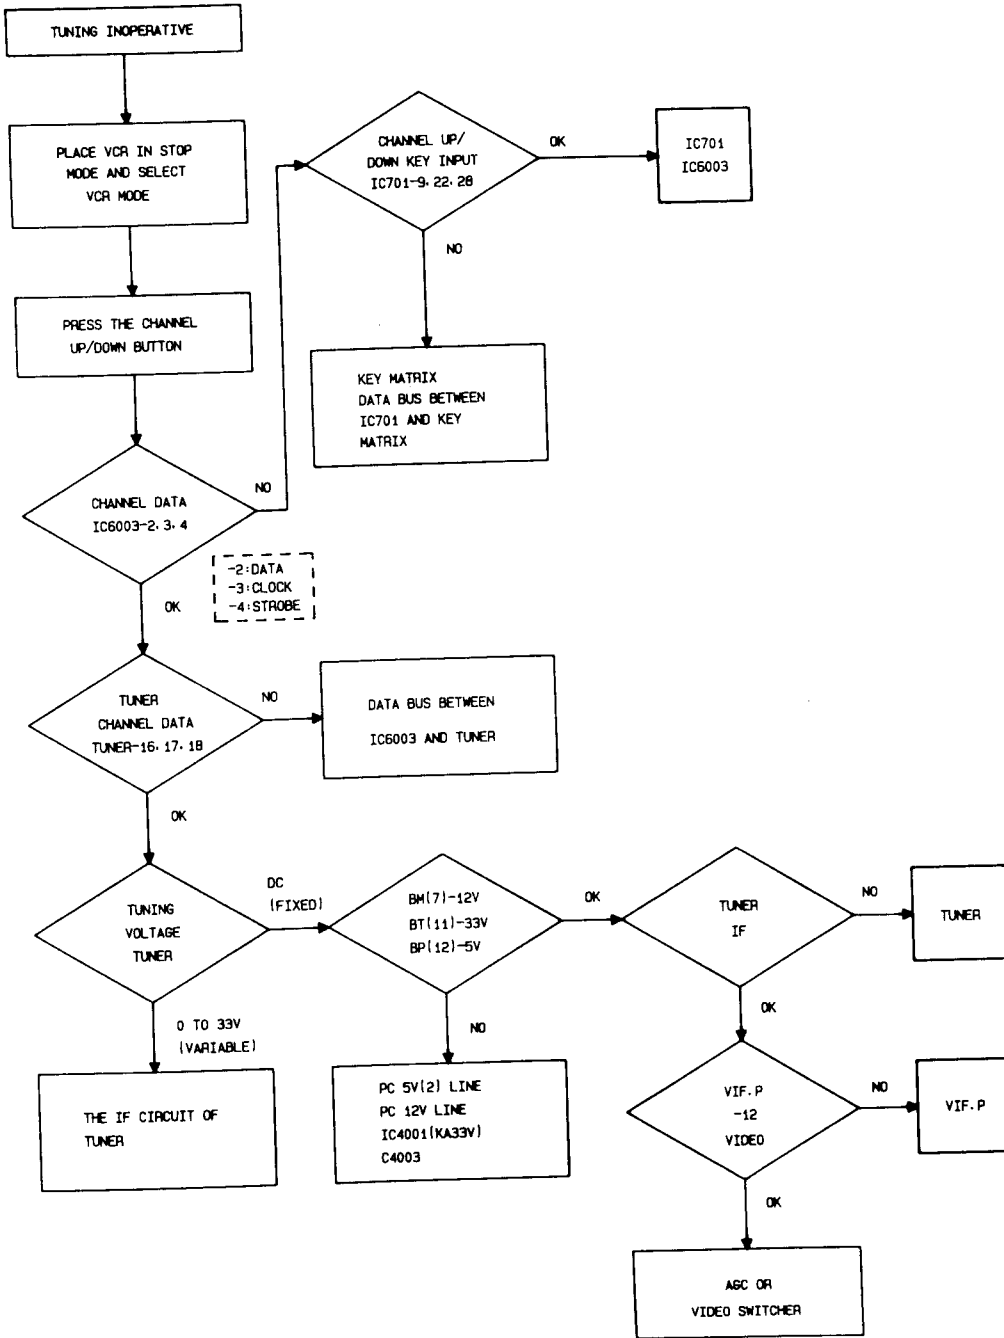 TUNING INOPERATIVE
PLACE VCR IN STOP
MODE AND SELECT
VCR MODE
PRESS THE CHANNEL
UP/DOWN BUTTON
CHANNEL DATA
IC6003-2, 3, 4
NO
OK
-2:DATA
-3:CLOCK
-4:STROBE
CHANNEL UP/
DOWN KEY INPUT
IC701-9, 22, 28
OK
IC701
IC6003
NO
KEY MATRIX
DATA BUS BETWEEN
IC701 AND KEY
MATRIX
TUNER
CHANNEL DATA
TUNER-16, 17, 18
NO
DATA BUS BETWEEN
IC6003 AND TUNER
OK
TUNING
VOLTAGE
TUNER
DC
(FIXED)
0 TO 33V
(VARIABLE)
THE IF CIRCUIT OF
TUNER
BM(7)-12V
BT(11)-33V
BP(12)-5V
OK
NO
PC 5V(2) LINE
PC 12V LINE
IC4001(KA33V)
C4003
TUNER
IF
NO
TUNER
OK
VIF.P
-12
VIDEO
NO
VIF.P
OK
AGC OR
VIDEO SWITCHER